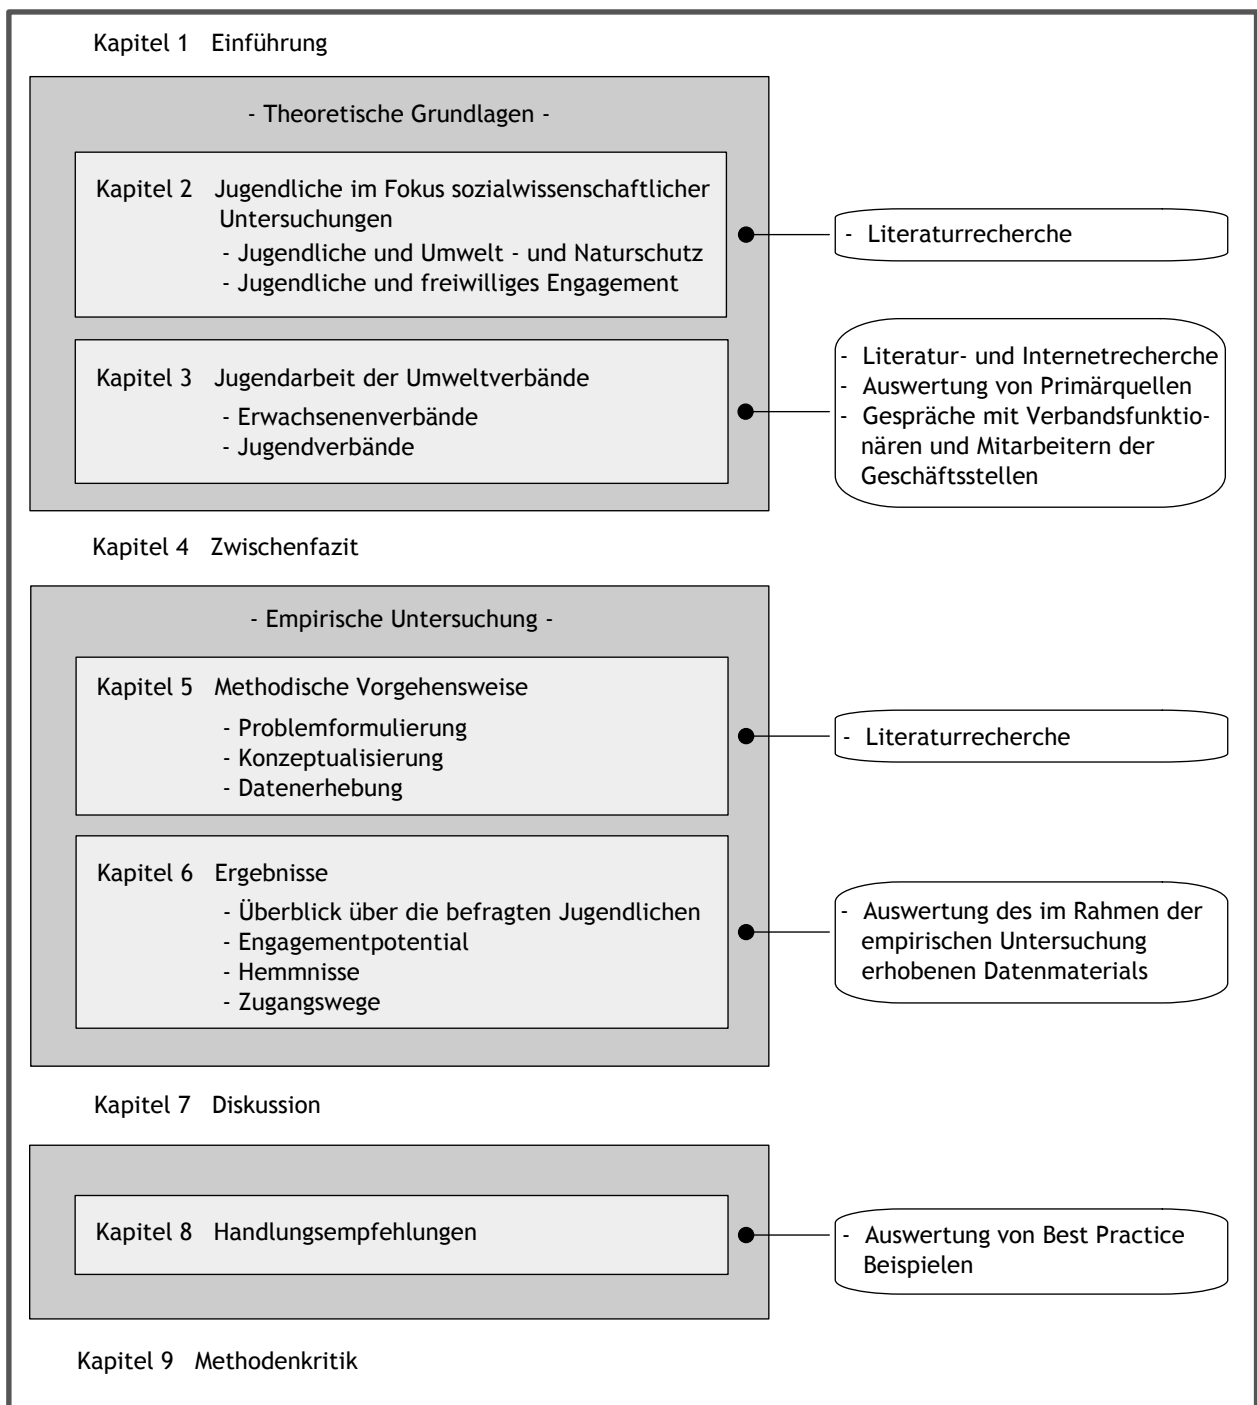 Kapitel 1 Einführung
- Theoretische Grundlagen -
Kapitel 2 Jugendliche im Fokus sozialwissenschaftlicher
Untersuchungen
- Jugendliche und Umwelt - und Naturschutz
- Jugendliche und freiwilliges Engagement
- Literaturrecherche
Kapitel 3 Jugendarbeit der Umweltverbände
- Erwachsenenverbände
- Jugendverbände
- Literatur- und Internetrecherche
- Auswertung von Primärquellen
- Gespräche mit Verbandsfunktio-
nären und Mitarbeitern der
Geschäftsstellen
Kapitel 4 Zwischenfazit
- Empirische Untersuchung -
Kapitel 5 Methodische Vorgehensweise
- Problemformulierung
- Konzeptualisierung
- Datenerhebung
- Literaturrecherche
Kapitel 6 Ergebnisse
- Überblick über die befragten Jugendlichen
- Engagementpotential
- Hemmnisse
- Zugangswege
- Auswertung des im Rahmen der
empirischen Untersuchung
erhobenen Datenmaterials
Kapitel 7 Diskussion
Kapitel 8 Handlungsempfehlungen
- Auswertung von Best Practice
Beispielen
Kapitel 9 Methodenkritik